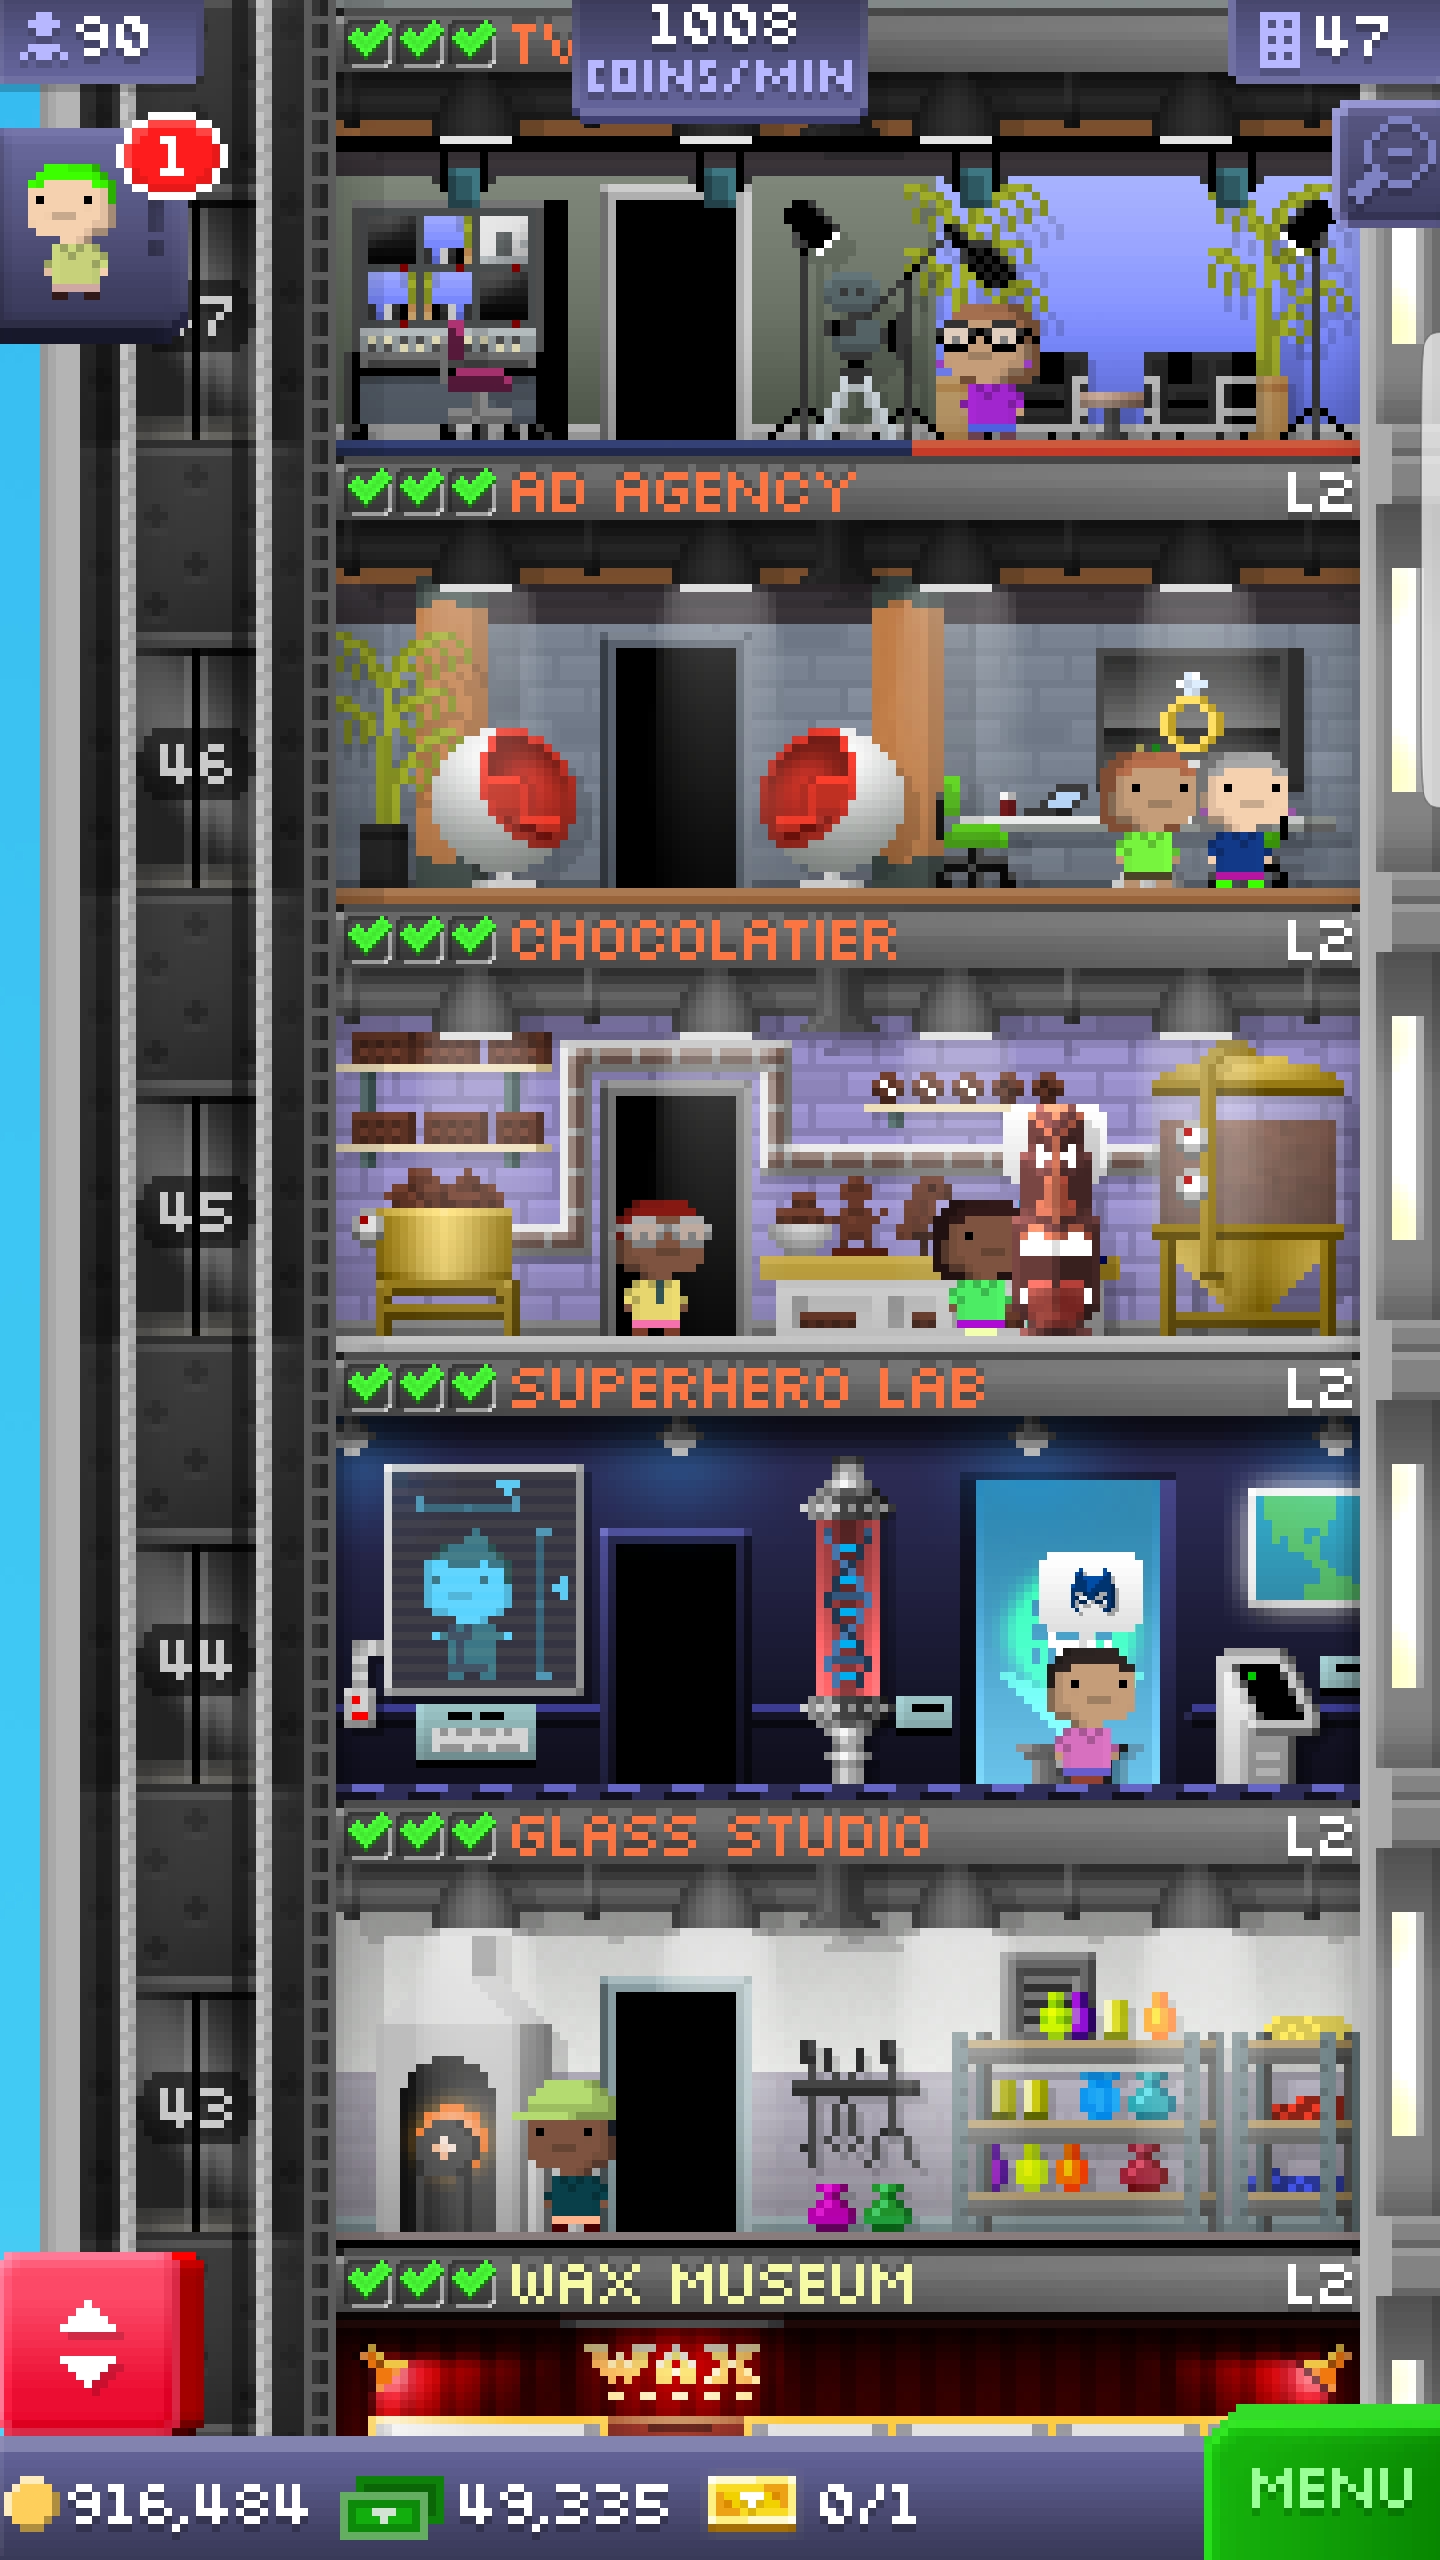 90
1008
COINS/MIN
47
1
TV
AD AGENCY L2
46
CHOCOLATIER L2
45
SUPERHERO LAB L2
44
GLASS STUDIO L2
43
WAX MUSEUM L2
WAX
916,484 49,335 0/1
MENU